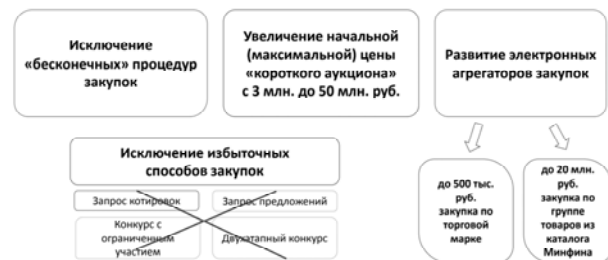 Исключение
«бесконечных» процедур
закупок
Увеличение начальной
(максимальной) цены
«короткого аукциона»
с 3 млн. до 50 млн. руб.
Развитие электронных
агрегаторов закупок
Исключение избыточных
способов закупок
Запрос котировок
Запрос предложений
Конкурс с
ограниченным
участием
Двухэтапный конкурс
до 500 тыс.
руб.
закупка по
торговой
марке
до 20 млн.
руб.
закупка по
группе
товаров из
каталога
Минфина